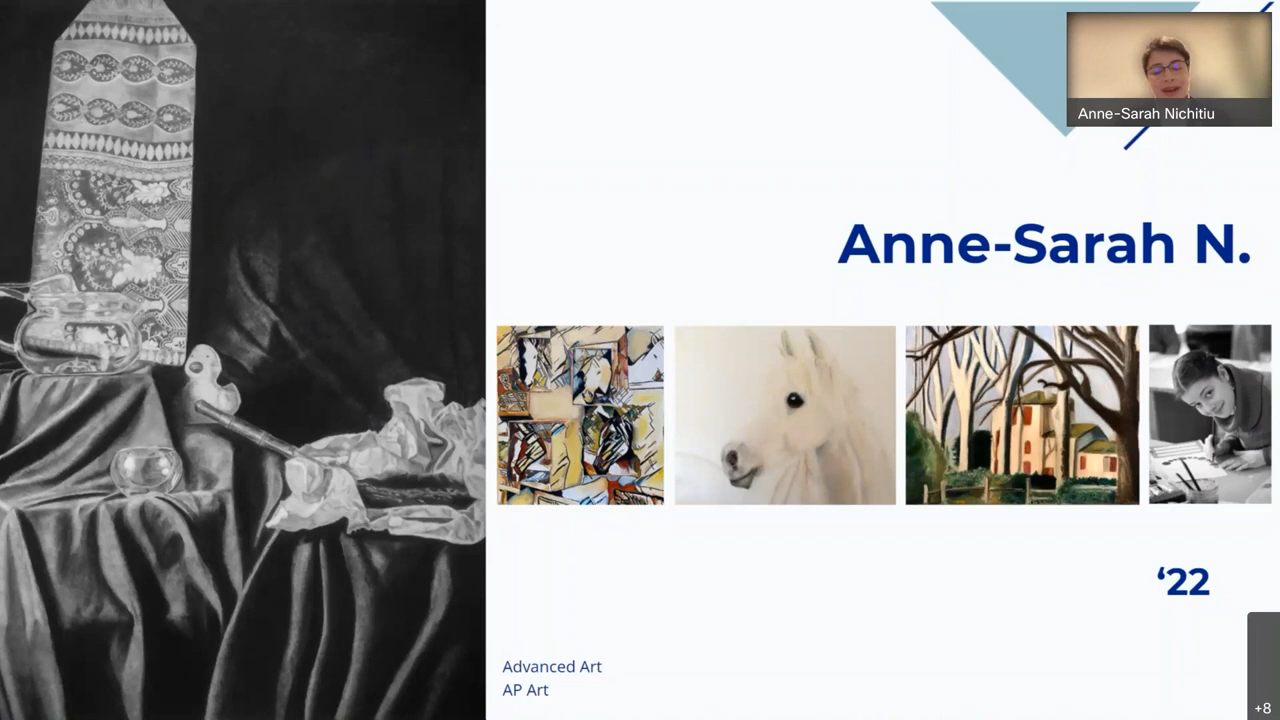 Anne-Sarah Nichitiu
Anne-Sarah N.
‘22
Advanced Art
AP Art
+8